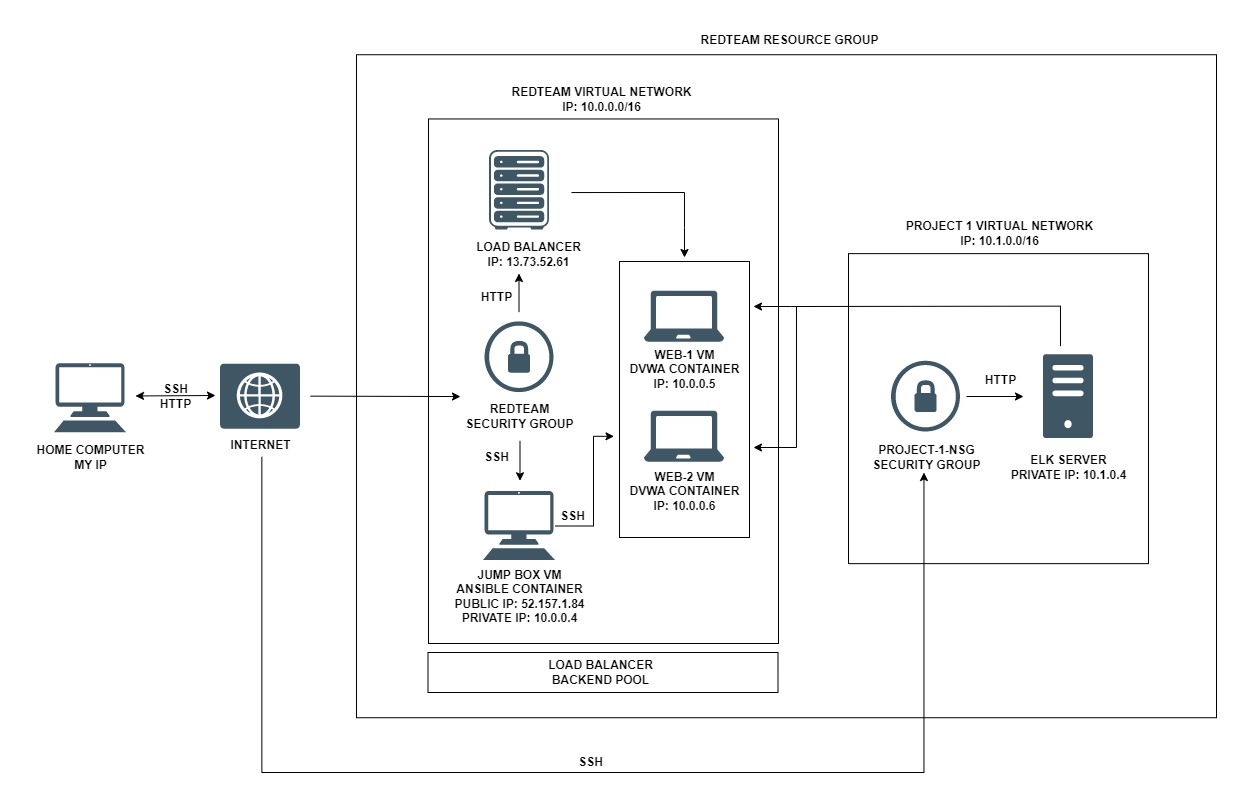 REDTEAM RESOURCE GROUP
REDTEAM VIRTUAL NETWORK
IP: 10.0.0.0/16
LOAD BALANCER
IP: 13.73.52.61
HTTP
REDTEAM
SECURITY GROUP
SSH
JUMP BOX VM
ANSIBLE CONTAINER
PUBLIC IP: 52.157.1.84
PRIVATE IP: 10.0.0.4
SSH
WEB-1 VM
DVWA CONTAINER
IP: 10.0.0.5
WEB-2 VM
DVWA CONTAINER
IP: 10.0.0.6
LOAD BALANCER
BACKEND POOL
PROJECT 1 VIRTUAL NETWORK
IP: 10.1.0.0/16
HTTP
PROJECT-1-NSG
SECURITY GROUP
ELK SERVER
PRIVATE IP: 10.1.0.4
SSH
HTTP
HOME COMPUTER
MY IP
INTERNET
SSH